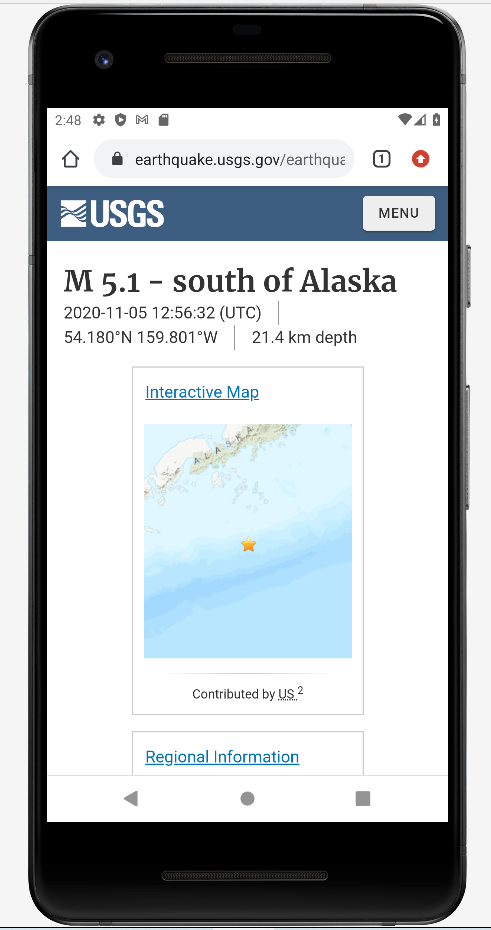 2:48
earthquake.usgs.gov/earthqua
1
USGS
MENU
M 5.1 - south of Alaska
2020-11-05 12:56:32 (UTC)
54.180°N 159.801°W
21.4 km depth
Interactive Map
ALASKA
Contributed by US 2
Regional Information